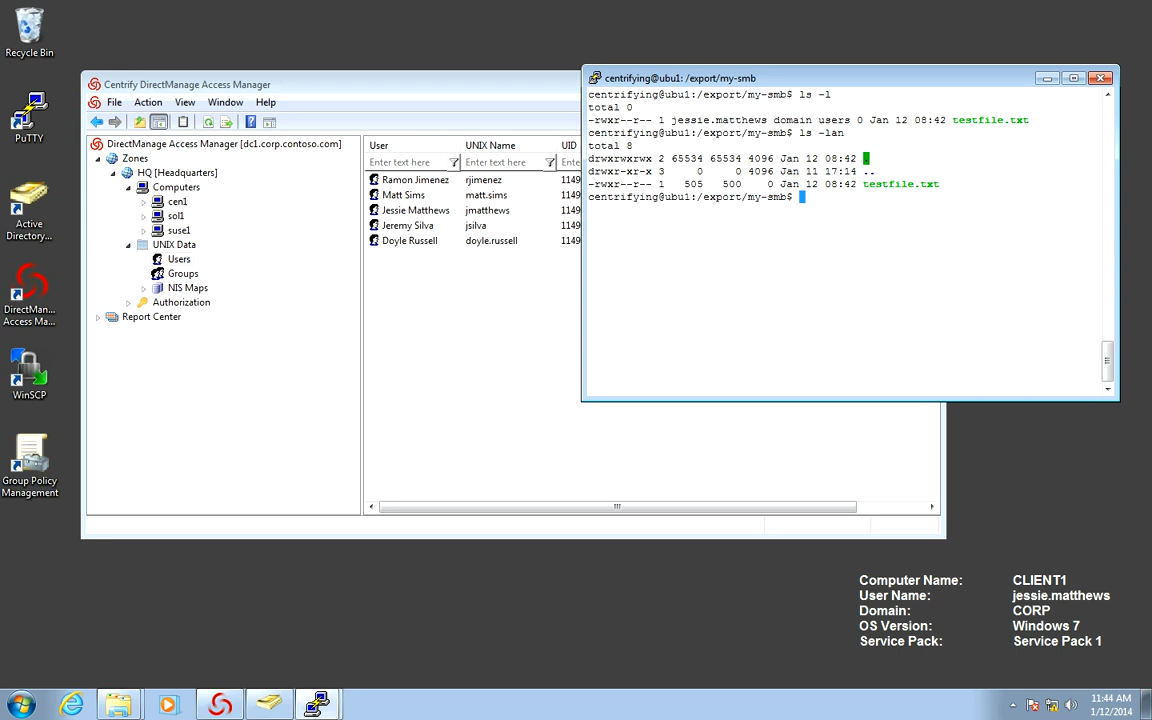 Recycle Bin
PuTTY
Active
Directory...
DirectMan...
Access Ma...
WinSCP
Group Policy
Management
Centrify DirectManage Access Manager
File Action View Window Help
DirectManage Access Manager [dc1.corp.contoso.com]
Zones
HQ [Headquarters]
Computers
cen1
sol1
suse1
UNIX Data
Users
Groups
NIS Maps
Authorization
Report Center
User UNIX Name UID
Enter text here Enter text here Ente
Ramon Jimenez rjimenez 1149
Matt Sims matt.sims 1149
Jessie Matthews jmatthews 1149
Jeremy Silva jsilva 1149
Doyle Russell doyle.russell 1149
centrifying@ubu1: /export/my-smb
centrifying@ubu1:/export/my-smb$ ls -l
total 0
-rwxr--r-- 1 jessie.matthews domain users 0 Jan 12 08:42 testfile.txt
centrifying@ubu1:/export/my-smb$ ls -lan
total 8
drwxrwxrwx 2 65534 65534 4096 Jan 12 08:42 .
drwxr-xr-x 3 0 0 4096 Jan 11 17:14 ..
-rwxr--r-- 1 505 500 0 Jan 12 08:42 testfile.txt
centrifying@ubu1:/export/my-smb$
Computer Name: CLIENT1
User Name: jessie.matthews
Domain: CORP
OS Version: Windows 7
Service Pack: Service Pack 1
11:44 AM
1/12/2014